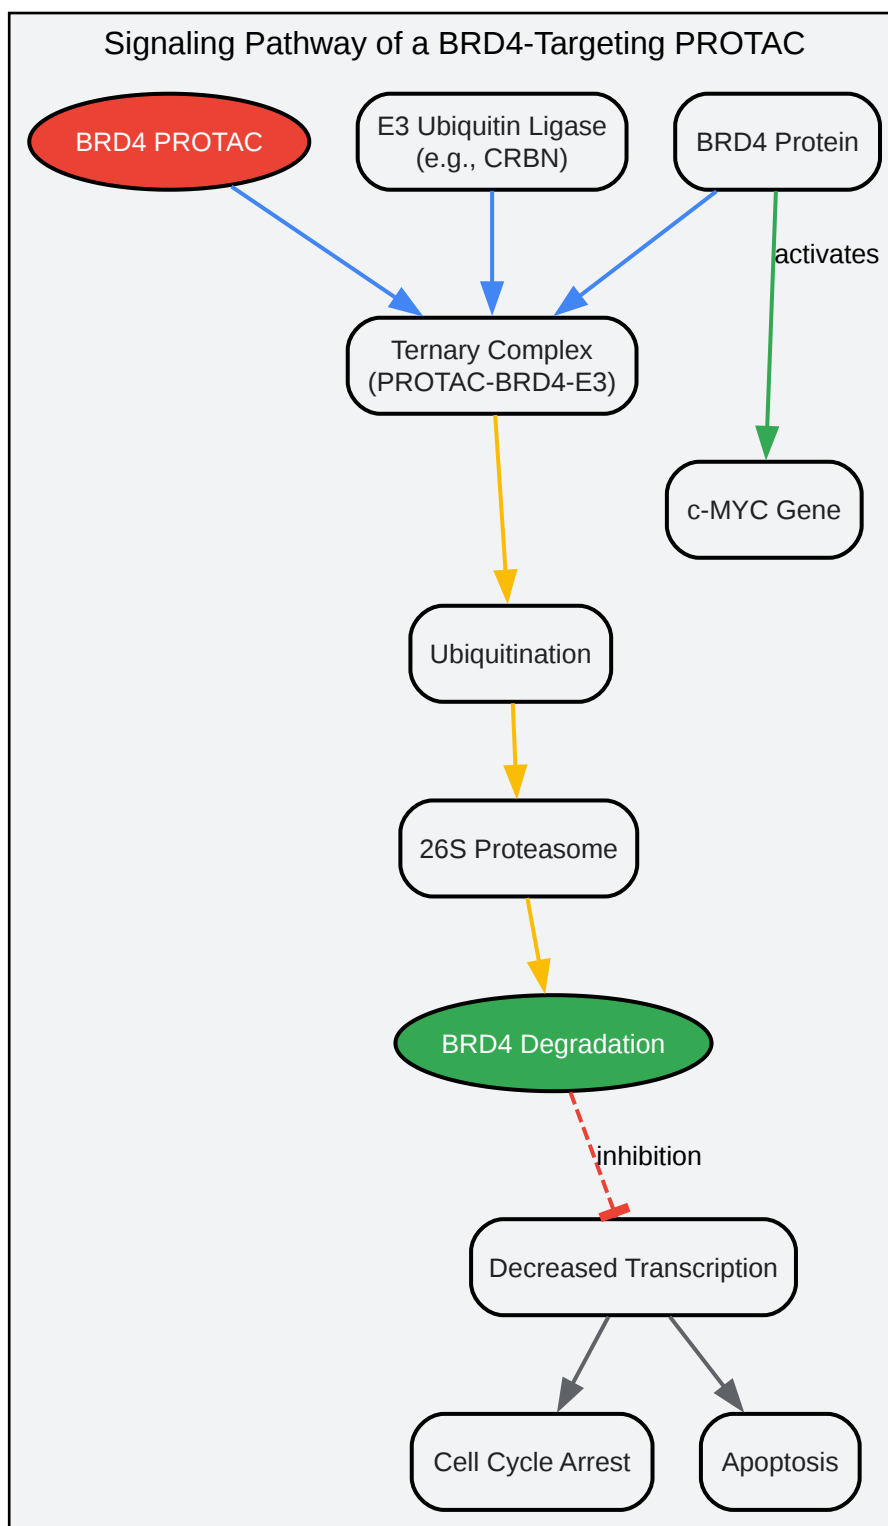 Signaling Pathway of a BRD4-Targeting PROTAC
BRD4 PROTAC
E3 Ubiquitin Ligase
(e.g., CRBN)
BRD4 Protein
activates
Ternary Complex
(PROTAC-BRD4-E3)
c-MYC Gene
Ubiquitination
26S Proteasome
BRD4 Degradation
inhibition
Decreased Transcription
Cell Cycle Arrest
Apoptosis